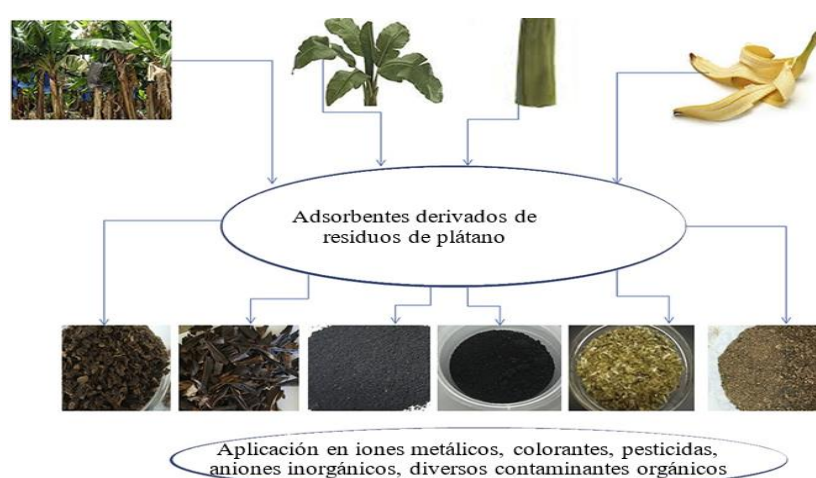 Adsorbentes derivados de
residuos de plátano
Aplicación en iones metálicos, colorantes, pesticidas,
aniones inorgánicos, diversos contaminantes orgánicos